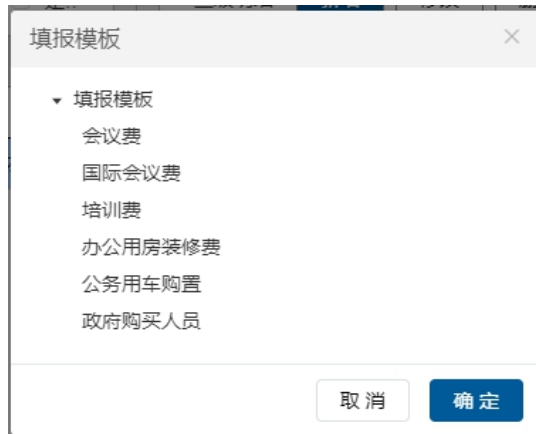 填报模板
填报模板
会议费
国际会议费
培训费
办公用房装修费
公务用车购置
政府购买人员
取消
确定